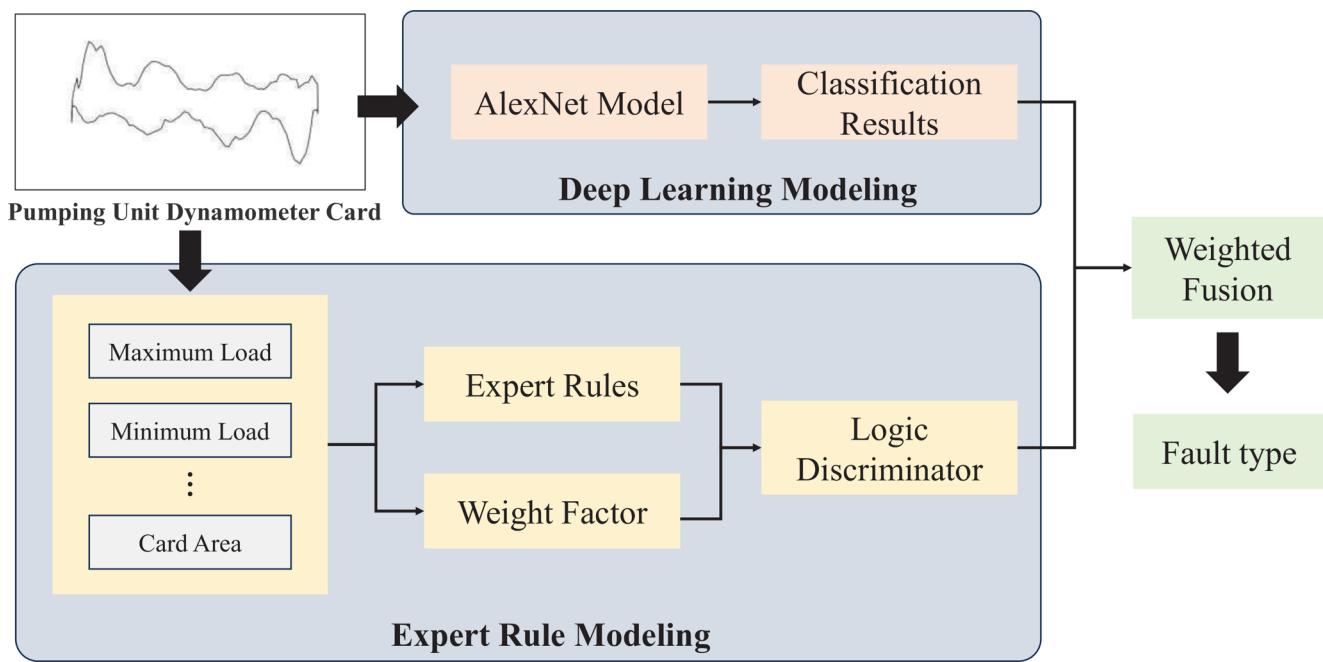 Pumping Unit Dynamometer Card
AlexNet Model
Classification
Results
Deep Learning Modeling
Maximum Load
Minimum Load
⋮
Card Area
Expert Rules
Weight Factor
Logic
Discriminator
Expert Rule Modeling
Weighted
Fusion
Fault type